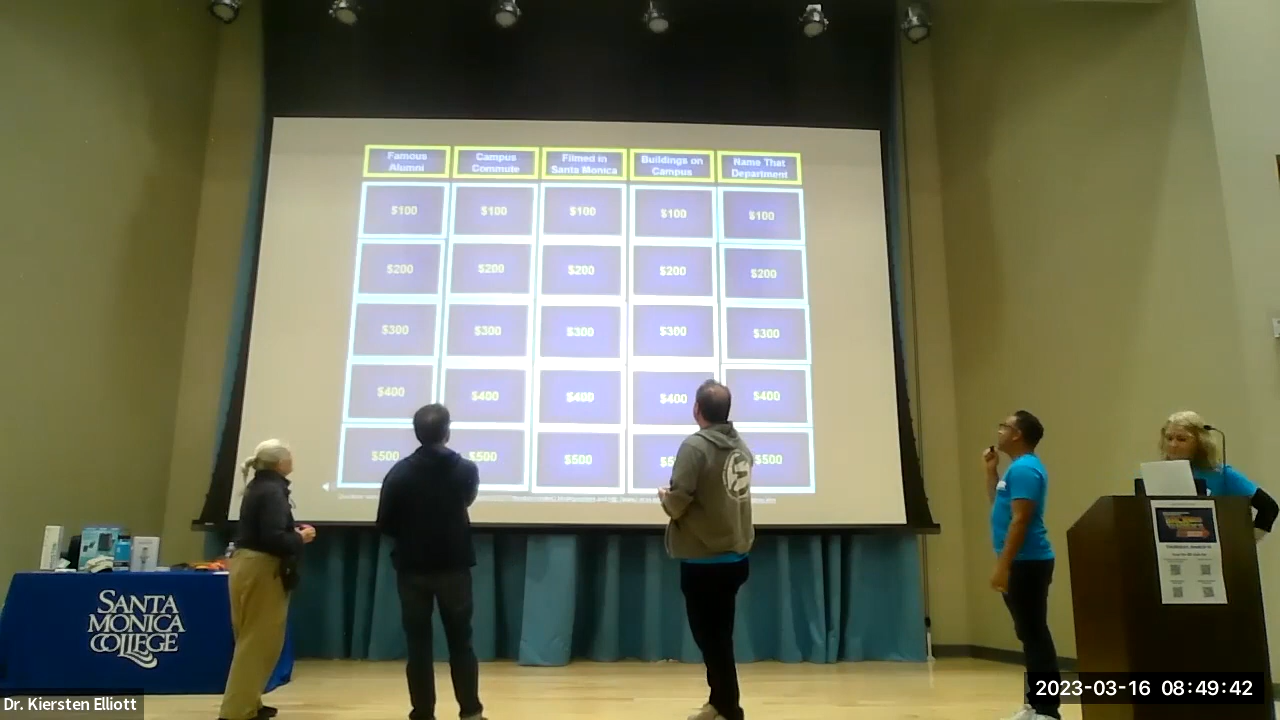 Famous
Alumni
Campus
Commute
Filmed in
Santa Monica
Buildings on
Campus
Name That
Department
$100
$100
$100
$100
$100
$200
$200
$200
$200
$200
$300
$300
$300
$300
$300
$400
$400
$400
$400
$400
$500
$500
$500
$5
$500
SANTA
MONICA
COLLEGE
Dr. Kiersten Elliott
2023-03-16 08:49:42